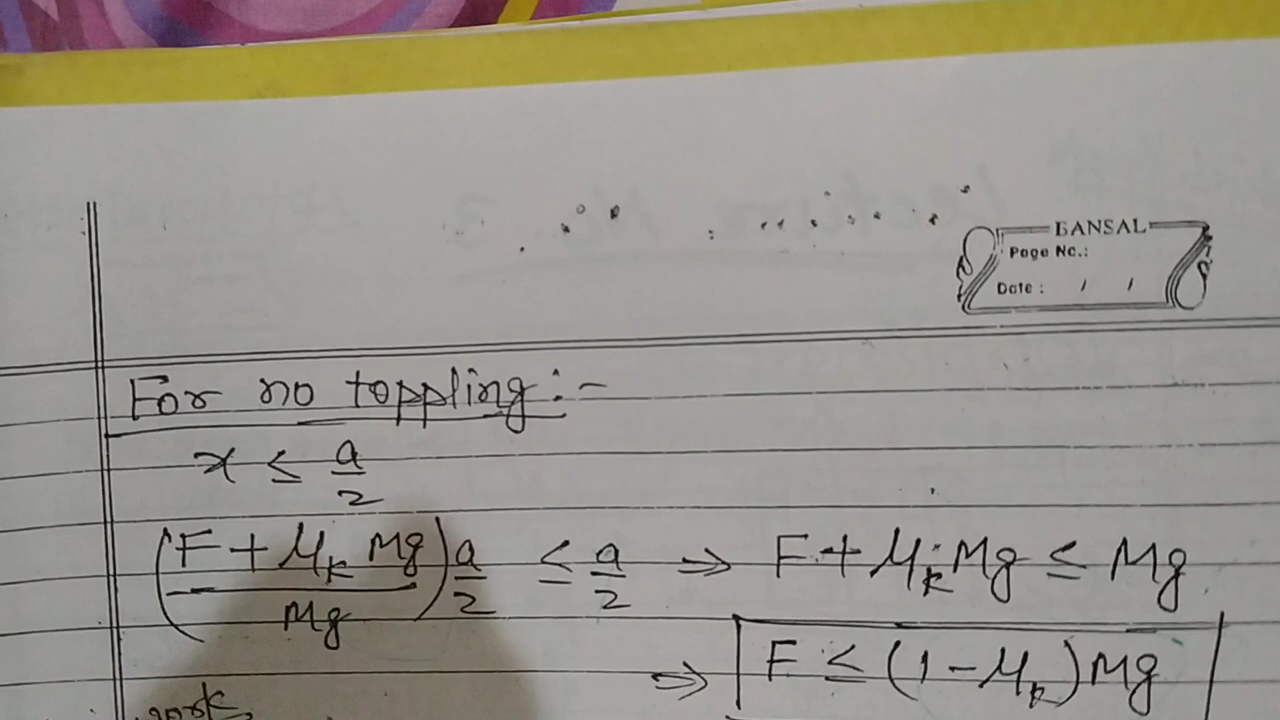 BANSAL
Page No.:
Date : / /
For no toppling :-
x ≤ a/2
((F + μₖ Mg)/Mg) a/2 ≤ a/2 ⇒ F + μₖ Mg ≤ Mg
⇒ F ≤ (1 - μₖ) Mg
work